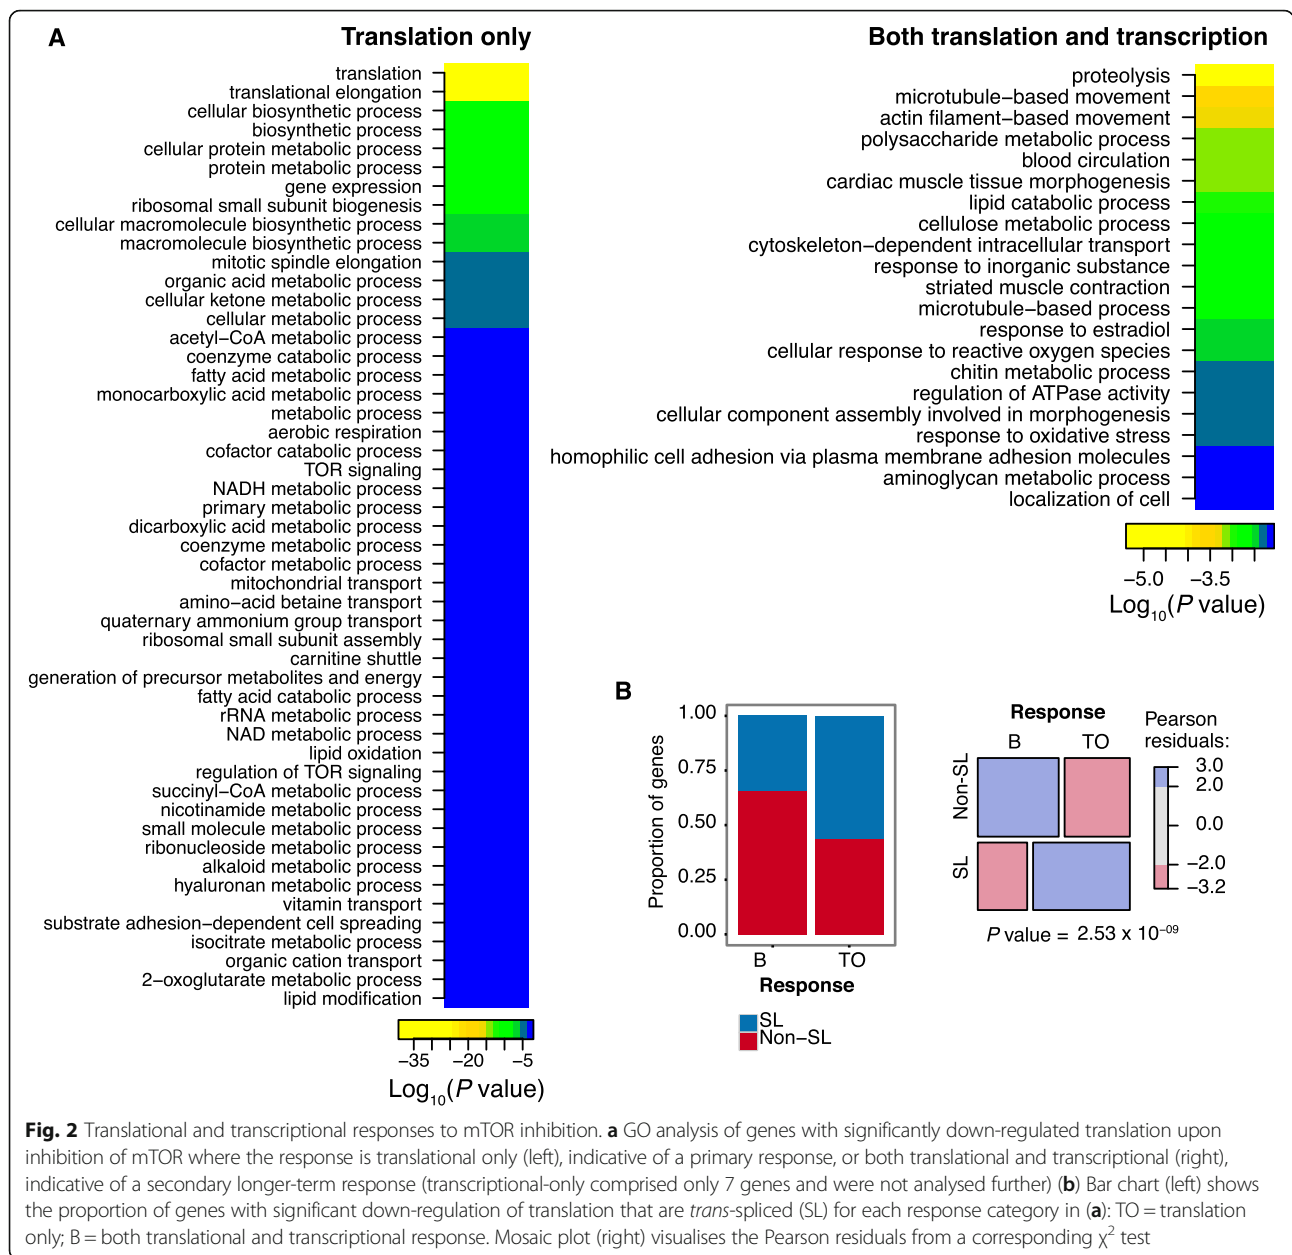 A
Translation only
translation
translational elongation
cellular biosynthetic process
biosynthetic process
cellular protein metabolic process
protein metabolic process
gene expression
ribosomal small subunit biogenesis
cellular macromolecule biosynthetic process
macromolecule biosynthetic process
mitotic spindle elongation
organic acid metabolic process
cellular ketone metabolic process
cellular metabolic process
acetyl−CoA metabolic process
coenzyme catabolic process
fatty acid metabolic process
monocarboxylic acid metabolic process
metabolic process
aerobic respiration
cofactor catabolic process
TOR signaling
NADH metabolic process
primary metabolic process
dicarboxylic acid metabolic process
coenzyme metabolic process
cofactor metabolic process
mitochondrial transport
amino−acid betaine transport
quaternary ammonium group transport
ribosomal small subunit assembly
carnitine shuttle
generation of precursor metabolites and energy
fatty acid catabolic process
rRNA metabolic process
NAD metabolic process
lipid oxidation
regulation of TOR signaling
succinyl−CoA metabolic process
nicotinamide metabolic process
small molecule metabolic process
ribonucleoside metabolic process
alkaloid metabolic process
hyaluronan metabolic process
vitamin transport
substrate adhesion−dependent cell spreading
isocitrate metabolic process
organic cation transport
2−oxoglutarate metabolic process
lipid modification
−35 −20 −5
Log10(P value)
Both translation and transcription
proteolysis
microtubule−based movement
actin filament−based movement
polysaccharide metabolic process
blood circulation
cardiac muscle tissue morphogenesis
lipid catabolic process
cellulose metabolic process
cytoskeleton−dependent intracellular transport
response to inorganic substance
striated muscle contraction
microtubule−based process
response to estradiol
cellular response to reactive oxygen species
chitin metabolic process
regulation of ATPase activity
cellular component assembly involved in morphogenesis
response to oxidative stress
homophilic cell adhesion via plasma membrane adhesion molecules
aminoglycan metabolic process
localization of cell
−5.0 −3.5
Log10(P value)
B
Proportion of genes
1.00
0.75
0.50
0.25
0.00
B TO
Response
SL
Non−SL
Response
B TO
Non−SL
SL
Pearson
residuals:
3.0
2.0
0.0
−2.0
−3.2
P value = 2.53 x 10⁻⁰⁹
Fig. 2 Translational and transcriptional responses to mTOR inhibition. a GO analysis of genes with significantly down-regulated translation upon
inhibition of mTOR where the response is translational only (left), indicative of a primary response, or both translational and transcriptional (right),
indicative of a secondary longer-term response (transcriptional-only comprised only 7 genes and were not analysed further) (b) Bar chart (left) shows
the proportion of genes with significant down-regulation of translation that are trans-spliced (SL) for each response category in (a): TO = translation
only; B = both translational and transcriptional response. Mosaic plot (right) visualises the Pearson residuals from a corresponding χ² test